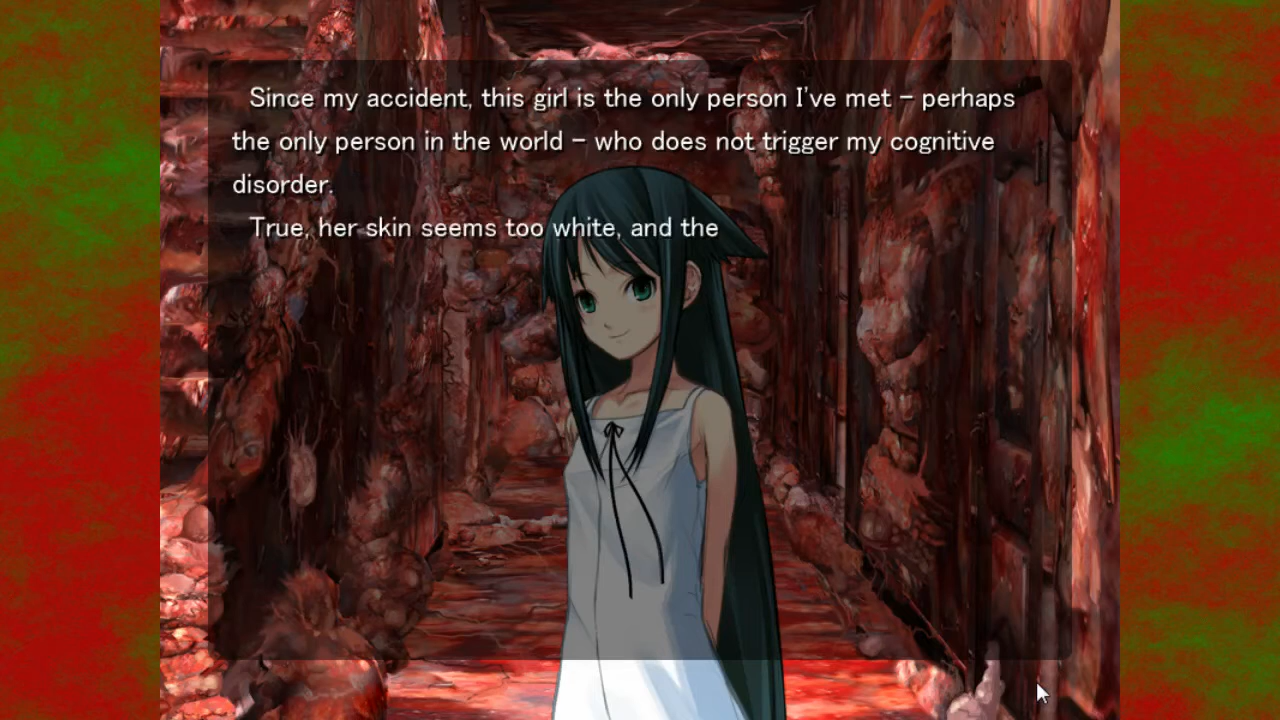 Since my accident, this girl is the only person I've met – perhaps
the only person in the world – who does not trigger my cognitive
disorder.
True, her skin seems too white, and the